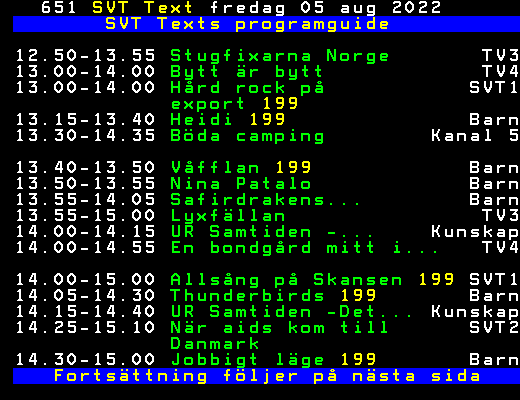 651 SVT Text fredag 05 aug 2022
SVT Texts programguide
12.50-13.55 Stugfixarna Norge TV3
13.00-14.00 Bytt är bytt TV4
13.00-14.00 Hård rock på SVT1
export 199
13.15-13.40 Heidi 199 Barn
13.30-14.35 Böda camping Kanal 5
13.40-13.50 Våfflan 199 Barn
13.50-13.55 Nina Patalo Barn
13.55-14.05 Safirdrakens... Barn
13.55-15.00 Lyxfällan TV3
14.00-14.15 UR Samtiden -... Kunskap
14.00-14.55 En bondgård mitt i... TV4
14.00-15.00 Allsång på Skansen 199 SVT1
14.05-14.30 Thunderbirds 199 Barn
14.15-14.40 UR Samtiden -Det... Kunskap
14.25-15.10 När aids kom till SVT2
Danmark
14.30-15.00 Jobbigt läge 199 Barn
Fortsättning följer på nästa sida